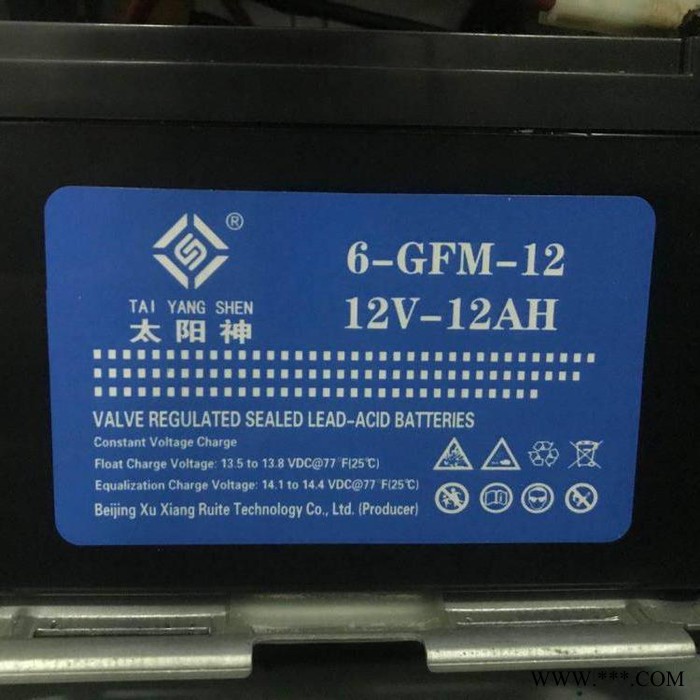 ®
TAI YANG SHEN
太阳神
6-GFM-12
12V-12AH
VALVE REGULATED SEALED LEAD-ACID BATTERIES
Constant Voltage Charge
Float Charge Voltage: 13.5 to 13.8 VDC@77°F(25℃)
Equalization Charge Voltage: 14.1 to 14.4 VDC@77°F(25℃)
Beijing Xu Xiang Ruite Technology Co., Ltd. (Producer)
www.***.COM